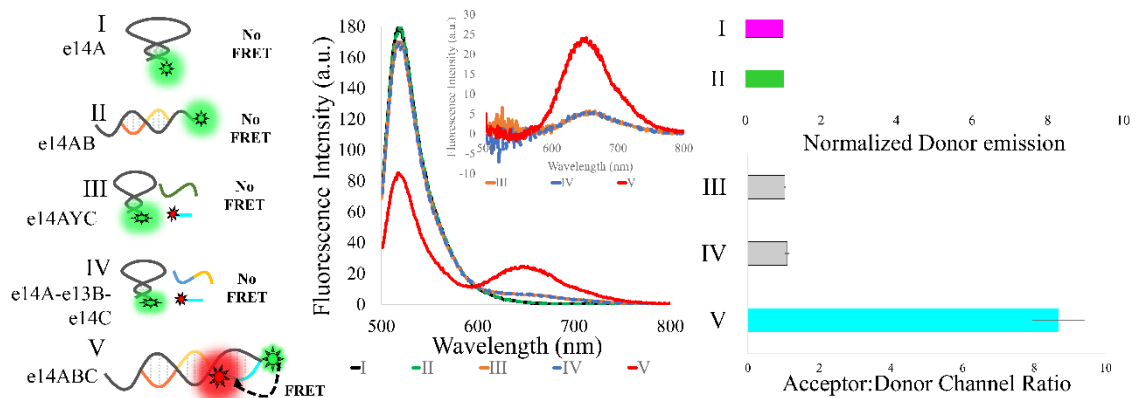 I
e14A
No
FRET
II
e14AB
No
FRET
III
e14AYC
No
FRET
IV
e14A-e13B-
e14C
No
FRET
V
e14ABC
FRET
Fluorescence Intensity (a.u.)
180
160
140
120
100
80
60
40
20
0
500 600 700 800
Wavelength (nm)
I II III IV V
Fluorescence Intensity (a.u.)
30
25
20
15
10
5
0
-5
-10
500 600 700 800
Wavelength (nm)
III IV V
I
II
0 2 4 6 8 10
Normalized Donor emission
III
IV
V
0 2 4 6 8 10
Acceptor:Donor Channel Ratio